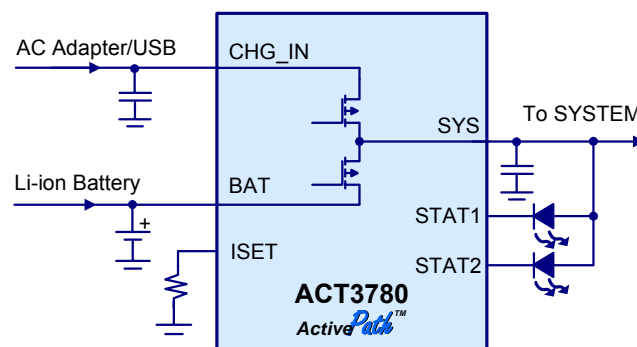 AC Adapter/USB
CHG_IN
SYS
To SYSTEM
Li-ion Battery
BAT
+
STAT1
ISET
STAT2
ACT3780
ActivePath™